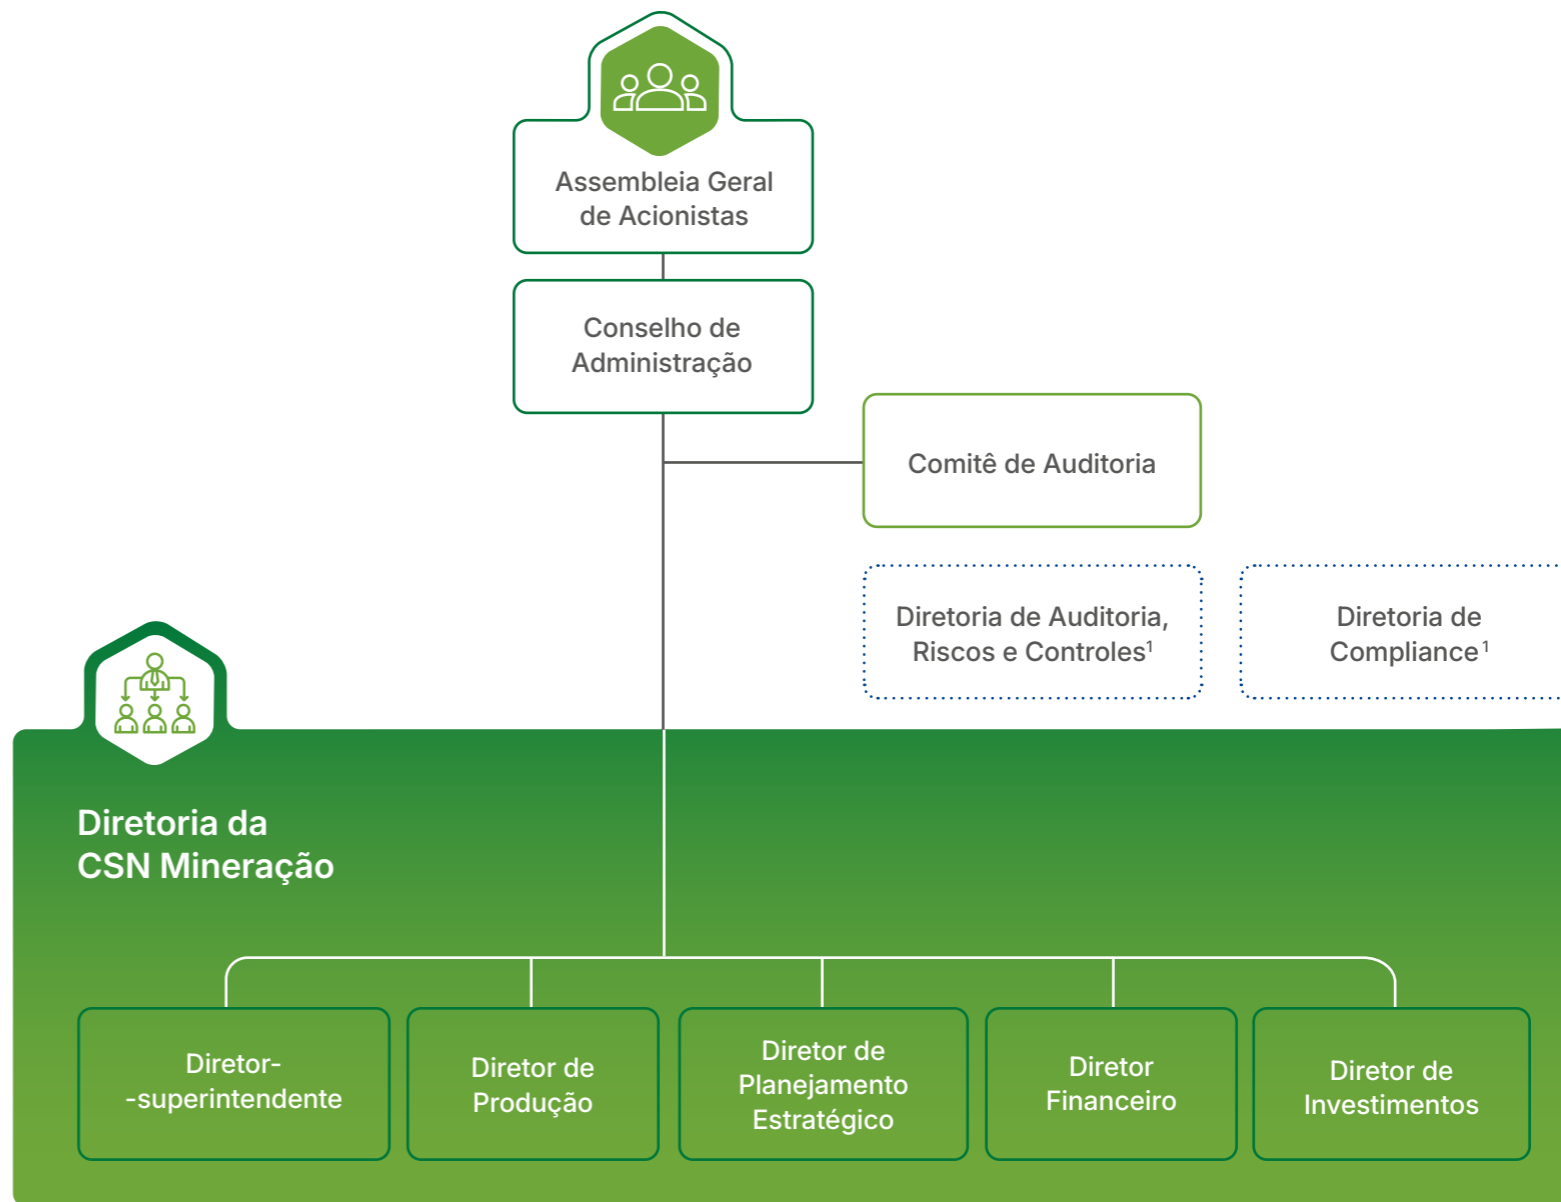 Assembleia Geral
de Acionistas
Conselho de
Administração
Comitê de Auditoria
Diretoria de Auditoria,
Riscos e Controles¹
Diretoria de
Compliance¹
Diretoria da
CSN Mineração
Diretor-
-superintendente
Diretor de
Produção
Diretor de
Planejamento
Estratégico
Diretor
Financeiro
Diretor de
Investimentos